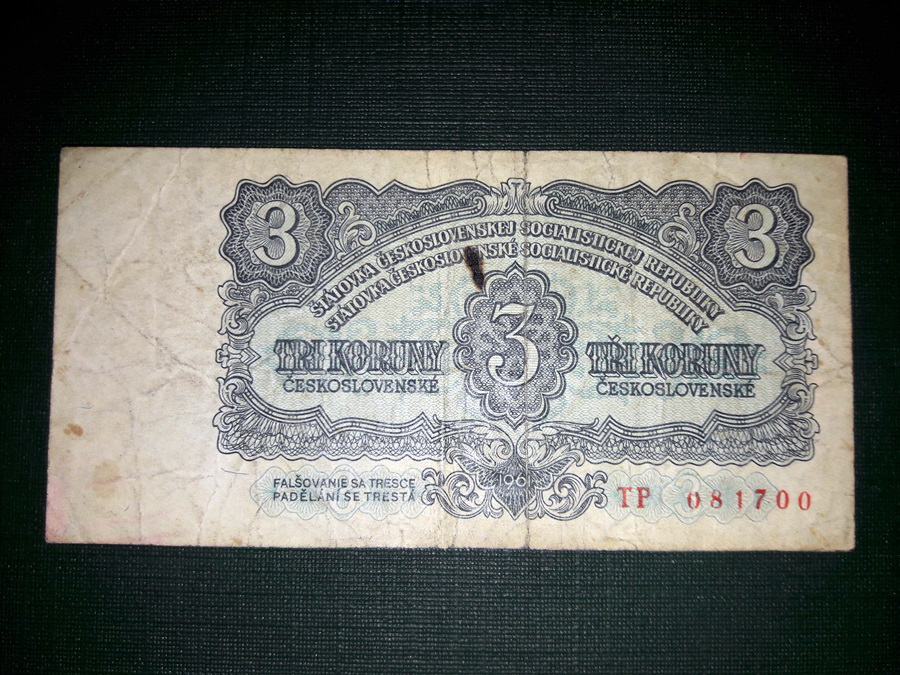 3 3
ŠTÁTOVKA ČESKOSLOVENSKEJ SOCIALISTICKEJ REPUBLIKY
STÁTOVKA ČESKOSLOVENSKÉ SOCIALISTICKÉ REPUBLIKY
3
TRI KORUNY TŘI KORUNY
ČESKOSLOVENSKÉ ČESKOSLOVENSKÉ
FALŠOVANIE SA TRESCE 1961
PADĚLÁNÍ SE TRESTÁ TP 081700